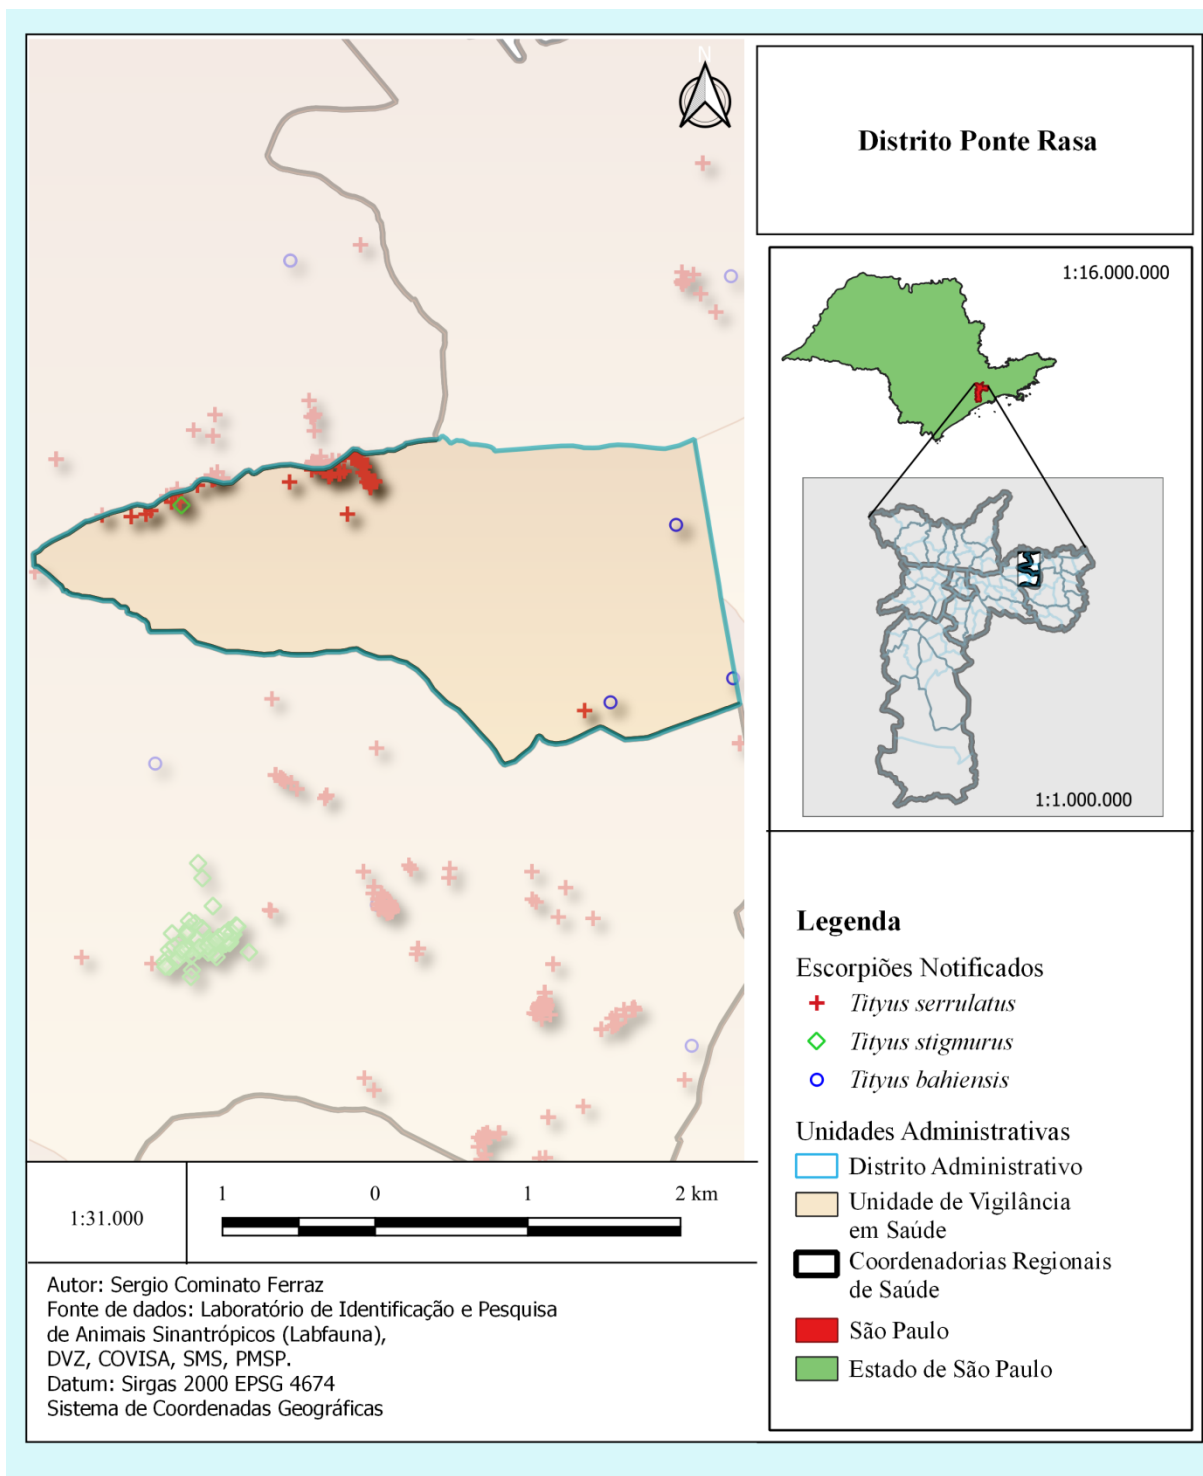 N
Distrito Ponte Rasa
1:16.000.000
1:1.000.000
Legenda
Escorpiões Notificados
Tityus serrulatus
Tityus stigmurus
Tityus bahiensis
Unidades Administrativas
Distrito Administrativo
Unidade de Vigilância
em Saúde
Coordenadorias Regionais
de Saúde
São Paulo
Estado de São Paulo
1:31.000
1 0 1 2 km
Autor: Sergio Cominato Ferraz
Fonte de dados: Laboratório de Identificação e Pesquisa
de Animais Sinantrópicos (Labfauna),
DVZ, COVISA, SMS, PMSP.
Datum: Sirgas 2000 EPSG 4674
Sistema de Coordenadas Geográficas